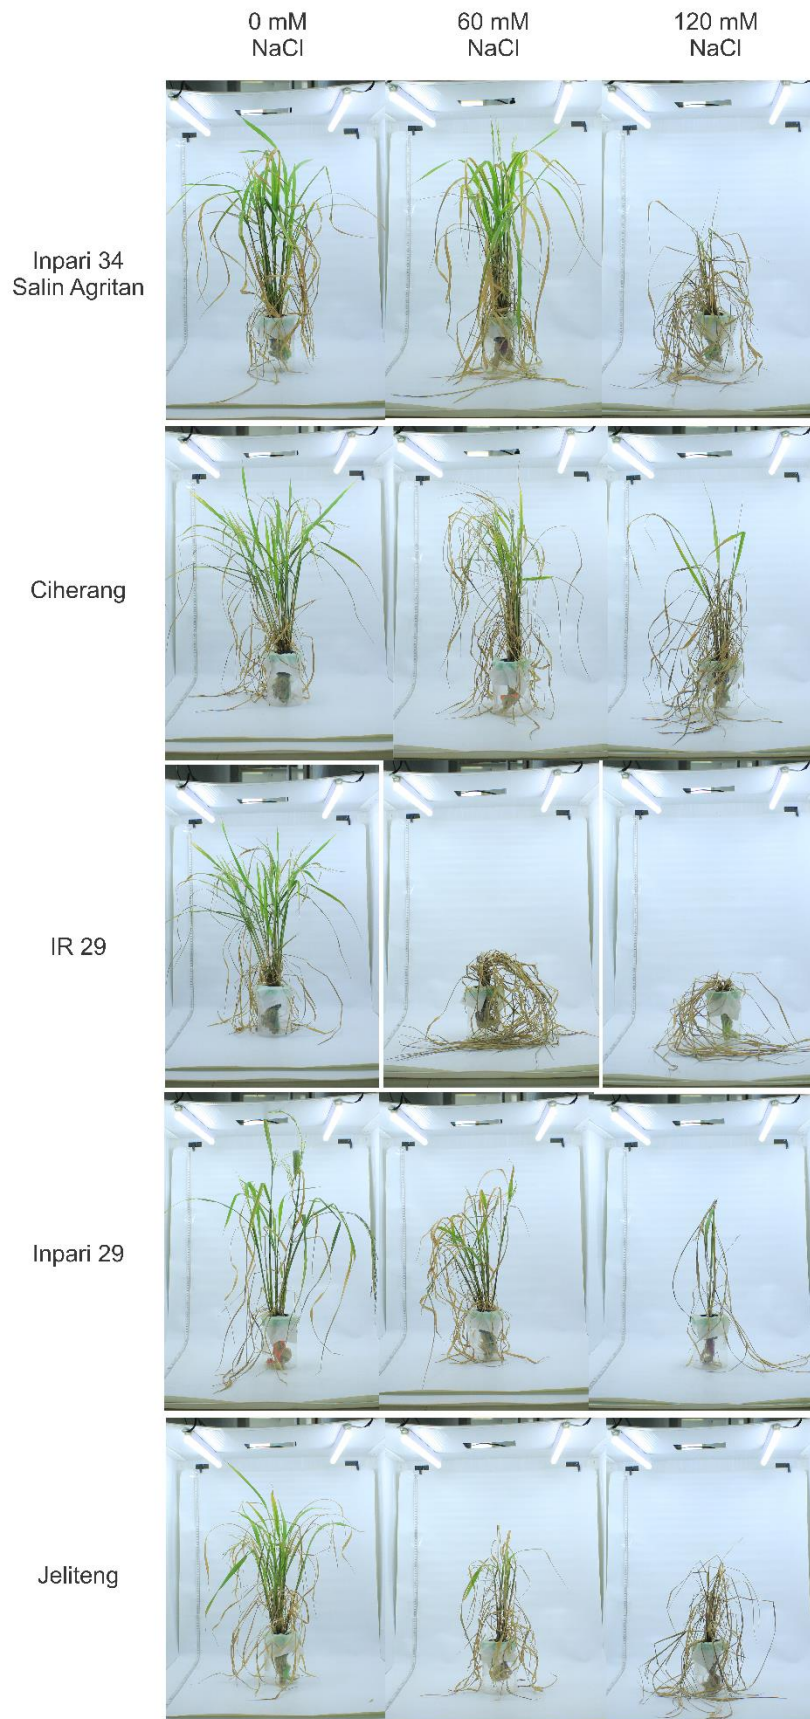 0 mM
NaCl
60 mM
NaCl
120 mM
NaCl
Inpari 34
Salin Agritan
Ciherang
IR 29
Inpari 29
Jeliteng